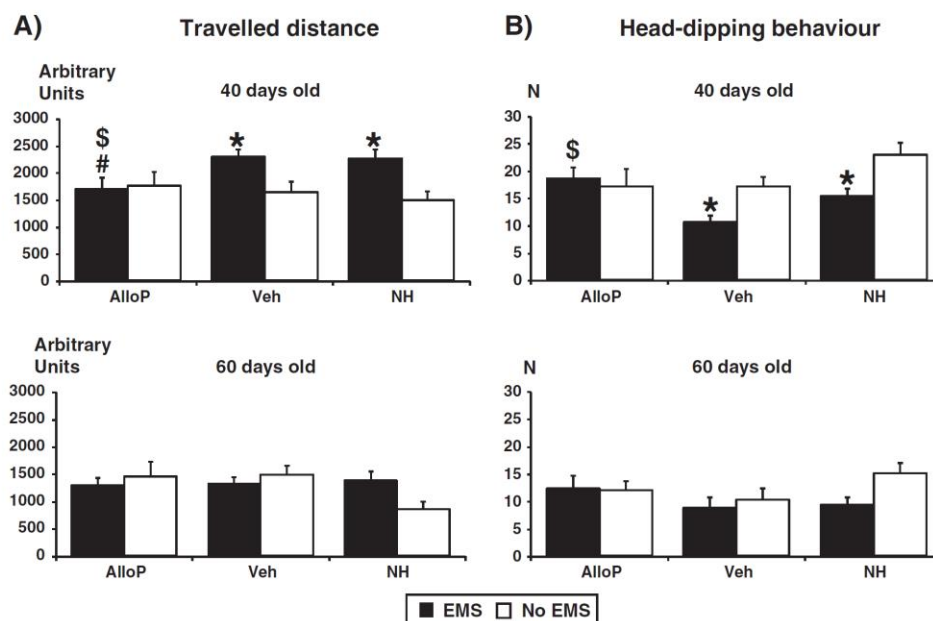 A) Travelled distance
Arbitrary
Units
40 days old
3000
2500
2000
1500
1000
500
0
$
#
*
*
AlloP Veh NH
Arbitrary
Units
60 days old
3000
2500
2000
1500
1000
500
0
AlloP Veh NH
B) Head-dipping behaviour
N
40 days old
30
25
20
15
10
5
0
$
*
*
AlloP Veh NH
N
60 days old
30
25
20
15
10
5
0
AlloP Veh NH
EMS No EMS